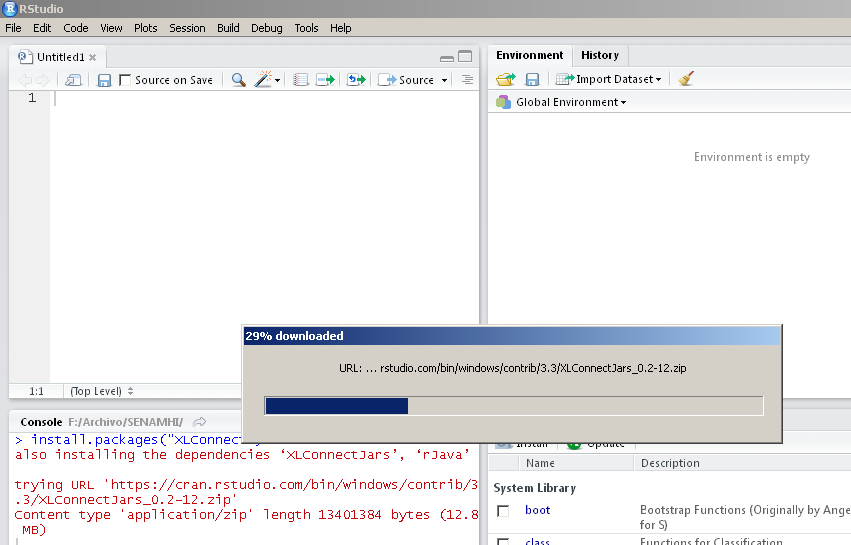 RStudio
File Edit Code View Plots Session Build Debug Tools Help
Untitled1
Source on Save
Source
1
1:1 (Top Level)
Environment History
Import Dataset
Global Environment
Environment is empty
29% downloaded
URL: ... rstudio.com/bin/windows/contrib/3.3/XLConnectJars_0.2-12.zip
Console F:/Archivo/SENAMHI/
> install.packages("XLConnect
also installing the dependencies ‘XLConnectJars’, ‘rJava’
trying URL 'https://cran.rstudio.com/bin/windows/contrib/3
.3/XLConnectJars_0.2-12.zip'
Content type 'application/zip' length 13401384 bytes (12.8
MB)
Install Update
Name Description
System Library
boot Bootstrap Functions (Originally by Ange
for S)
class Functions for Classification